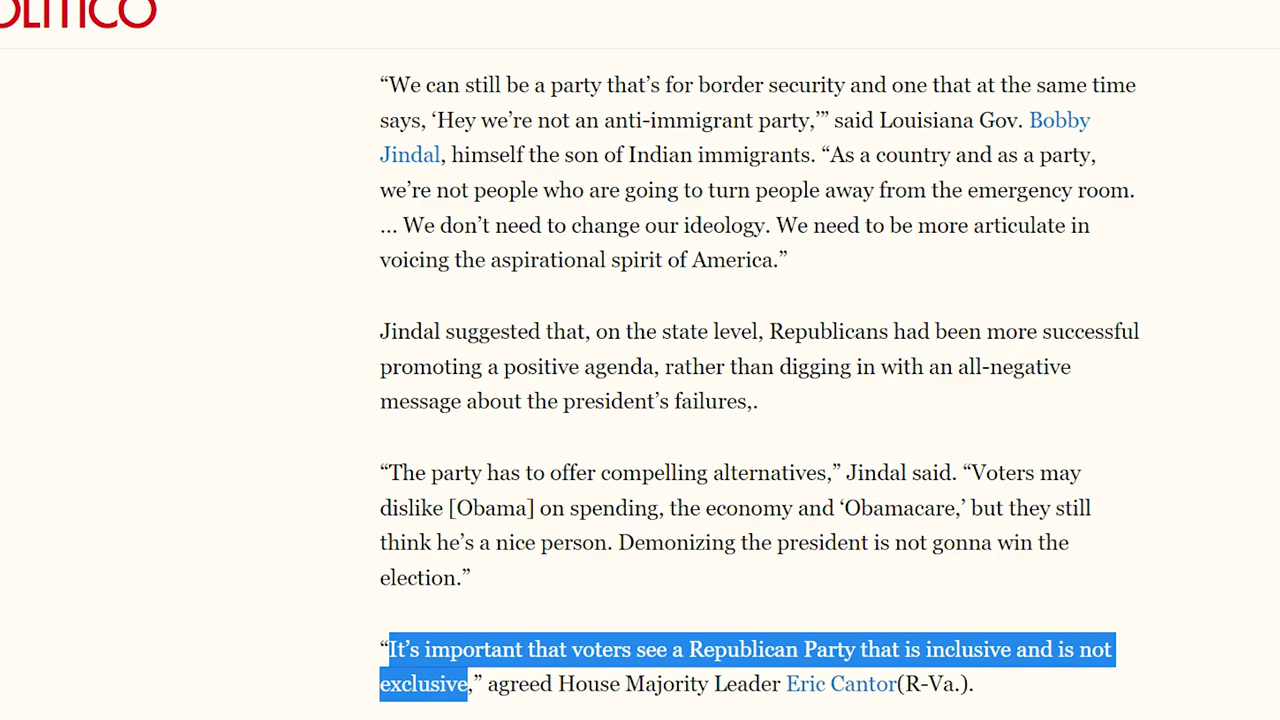 OLITICO
“We can still be a party that’s for border security and one that at the same time
says, ‘Hey we’re not an anti-immigrant party,’” said Louisiana Gov. Bobby
Jindal, himself the son of Indian immigrants. “As a country and as a party,
we’re not people who are going to turn people away from the emergency room.
... We don’t need to change our ideology. We need to be more articulate in
voicing the aspirational spirit of America.”
Jindal suggested that, on the state level, Republicans had been more successful
promoting a positive agenda, rather than digging in with an all-negative
message about the president’s failures,.
“The party has to offer compelling alternatives,” Jindal said. “Voters may
dislike [Obama] on spending, the economy and ‘Obamacare,’ but they still
think he’s a nice person. Demonizing the president is not gonna win the
election.”
“It’s important that voters see a Republican Party that is inclusive and is not
exclusive,” agreed House Majority Leader Eric Cantor(R-Va.).